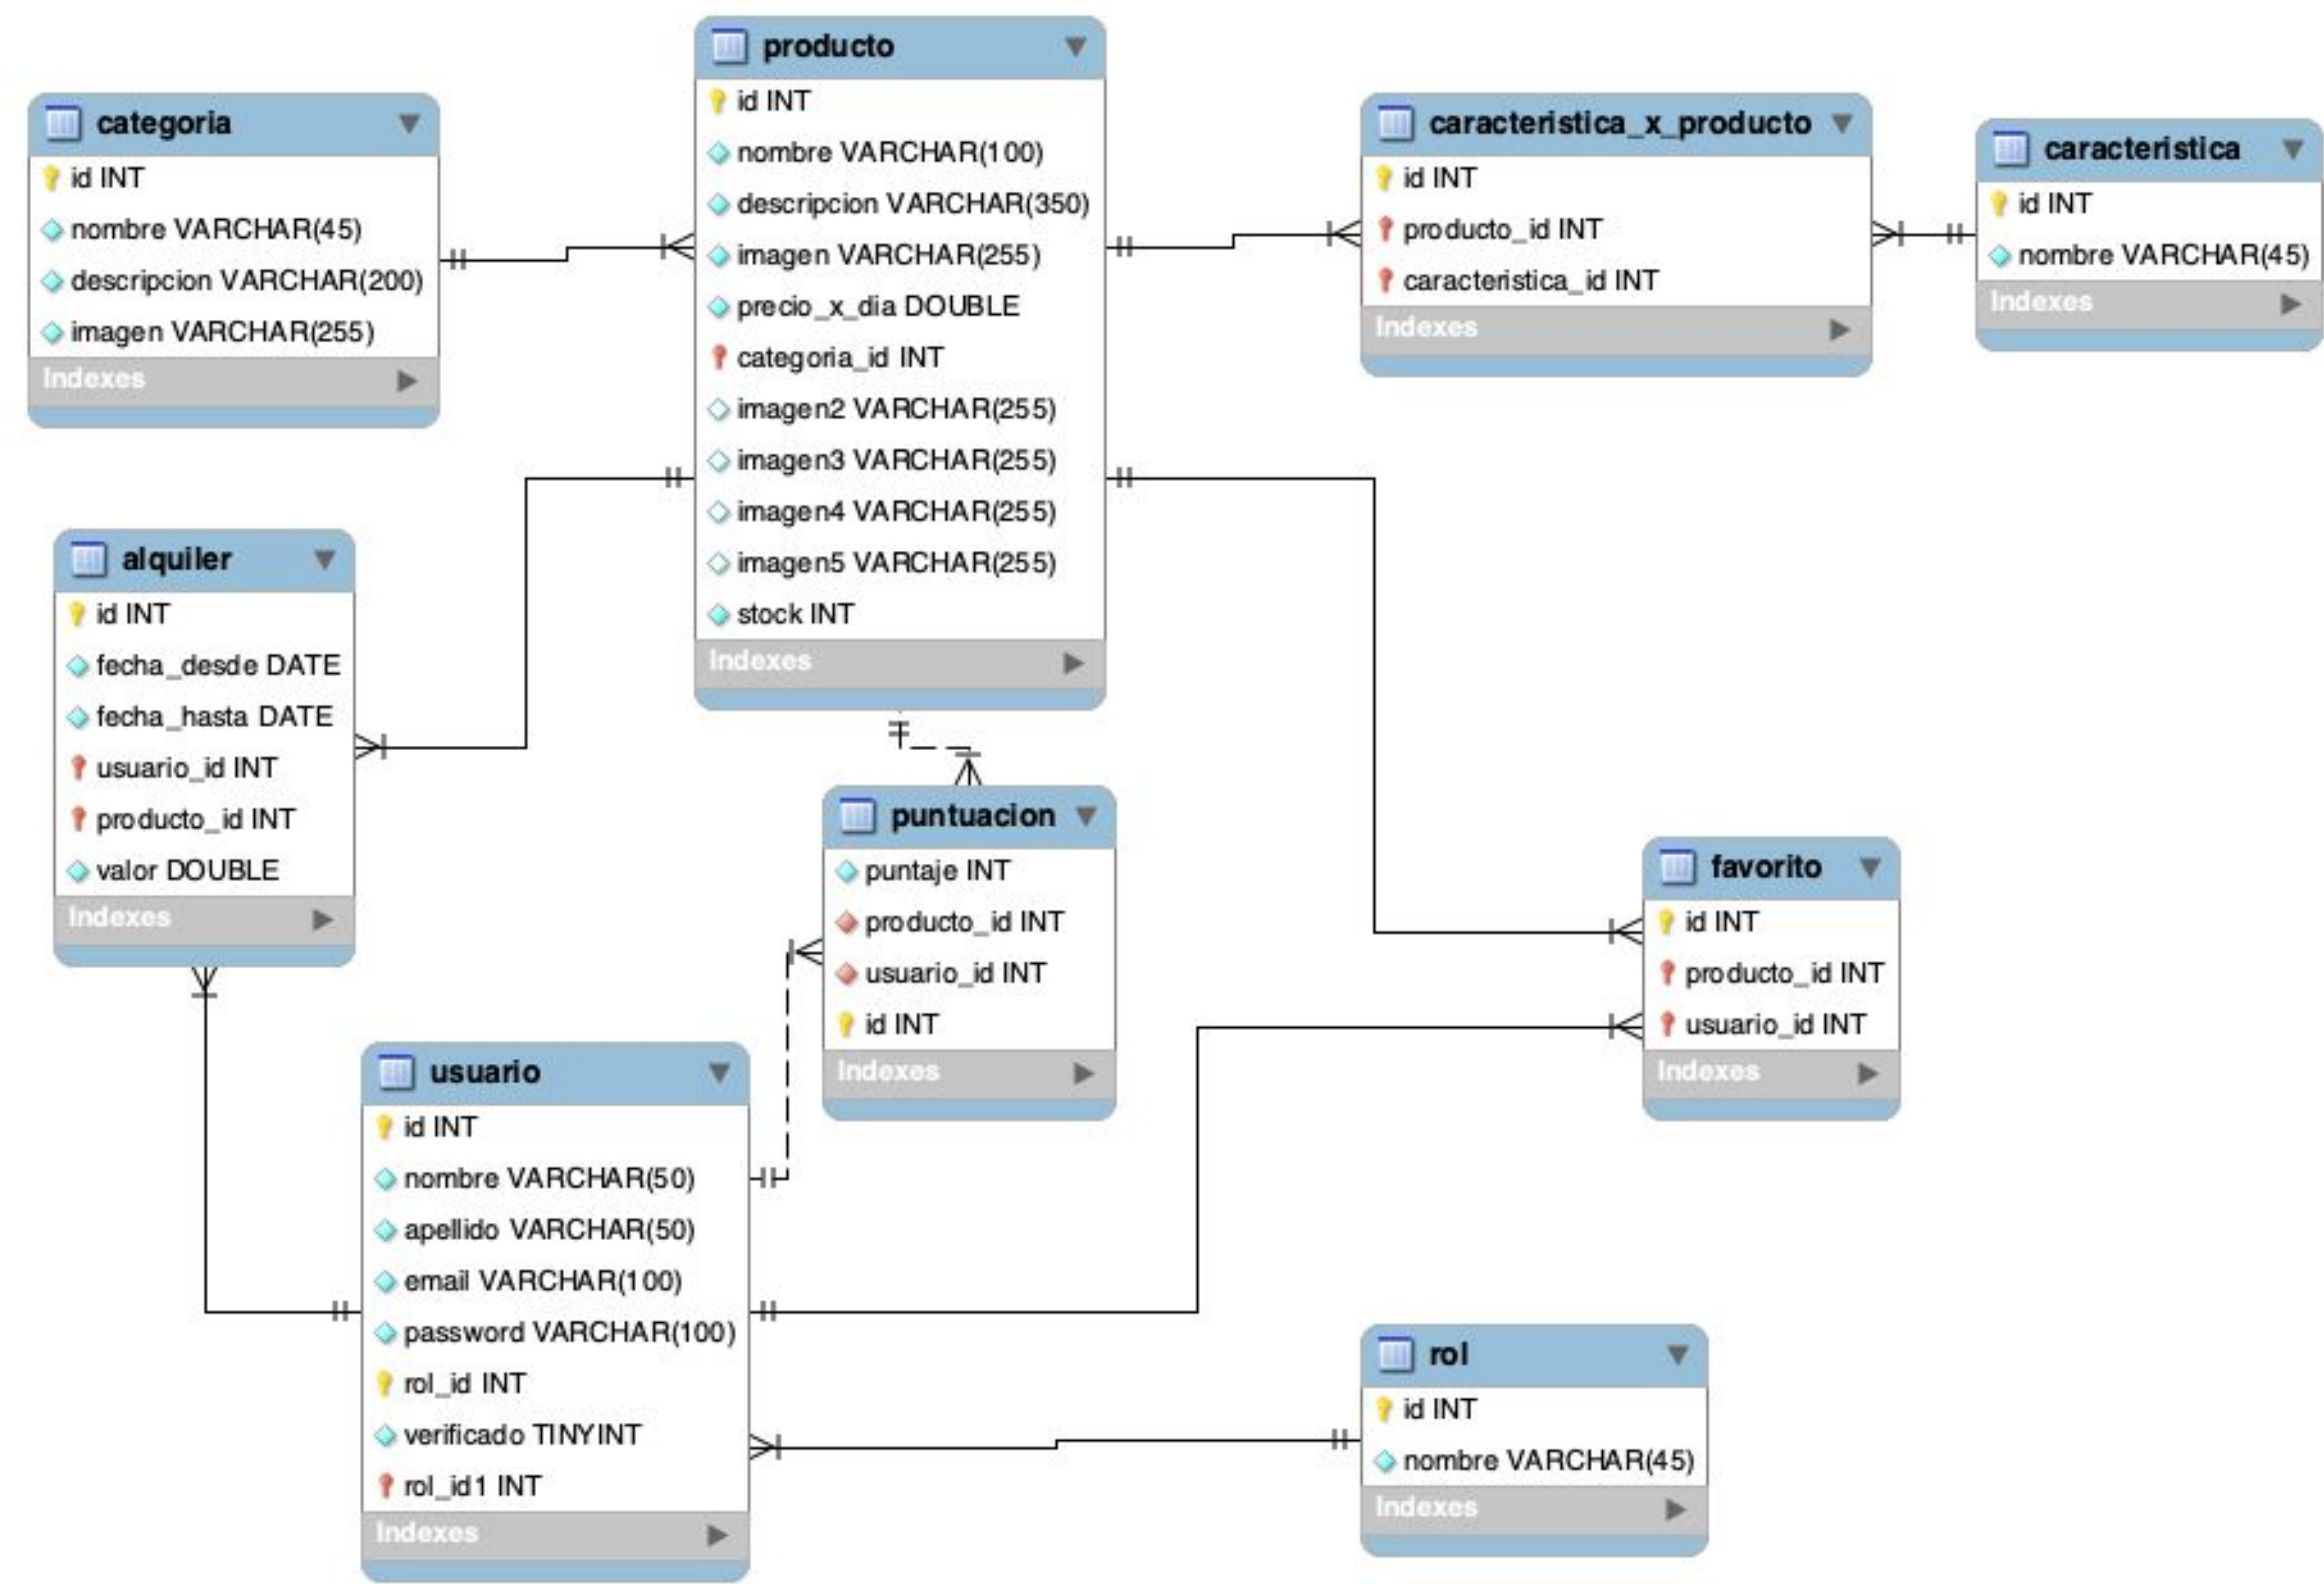 categoria
id INT
nombre VARCHAR(45)
descripcion VARCHAR(200)
imagen VARCHAR(255)
Indexes
producto
id INT
nombre VARCHAR(100)
descripcion VARCHAR(350)
imagen VARCHAR(255)
precio_x_dia DOUBLE
categoria_id INT
imagen2 VARCHAR(255)
imagen3 VARCHAR(255)
imagen4 VARCHAR(255)
imagen5 VARCHAR(255)
stock INT
Indexes
caracteristica_x_producto
id INT
producto_id INT
caracteristica_id INT
Indexes
caracteristica
id INT
nombre VARCHAR(45)
Indexes
alquiler
id INT
fecha_desde DATE
fecha_hasta DATE
usuario_id INT
producto_id INT
valor DOUBLE
Indexes
puntuacion
puntaje INT
producto_id INT
usuario_id INT
id INT
Indexes
favorito
id INT
producto_id INT
usuario_id INT
Indexes
usuario
id INT
nombre VARCHAR(50)
apellido VARCHAR(50)
email VARCHAR(100)
password VARCHAR(100)
rol_id INT
verificado TINYINT
rol_id1 INT
Indexes
rol
id INT
nombre VARCHAR(45)
Indexes